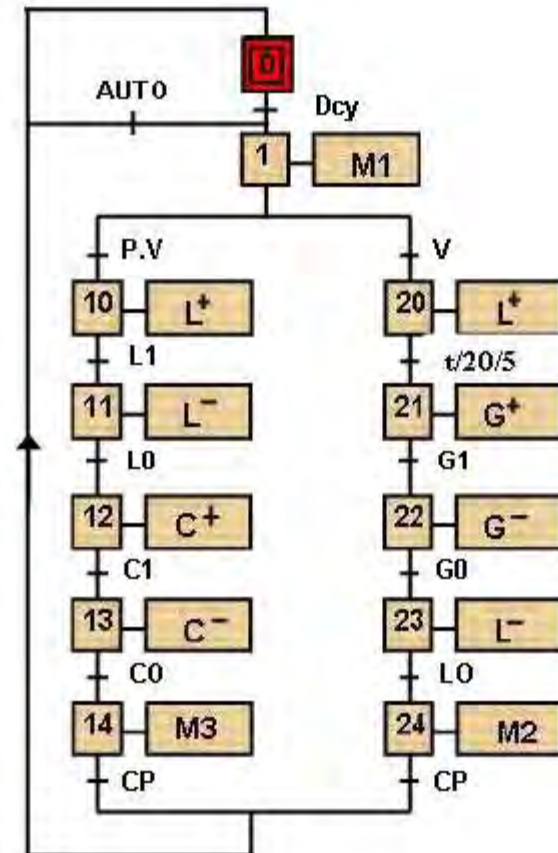 0
AUTO
Dcy
1 M1
P.V V
10 L+ 20 L+
L1 t/20/5
11 L− 21 G+
L0 G1
12 C+ 22 G−
C1 G0
13 C− 23 L−
C0 LO
14 M3 24 M2
CP CP